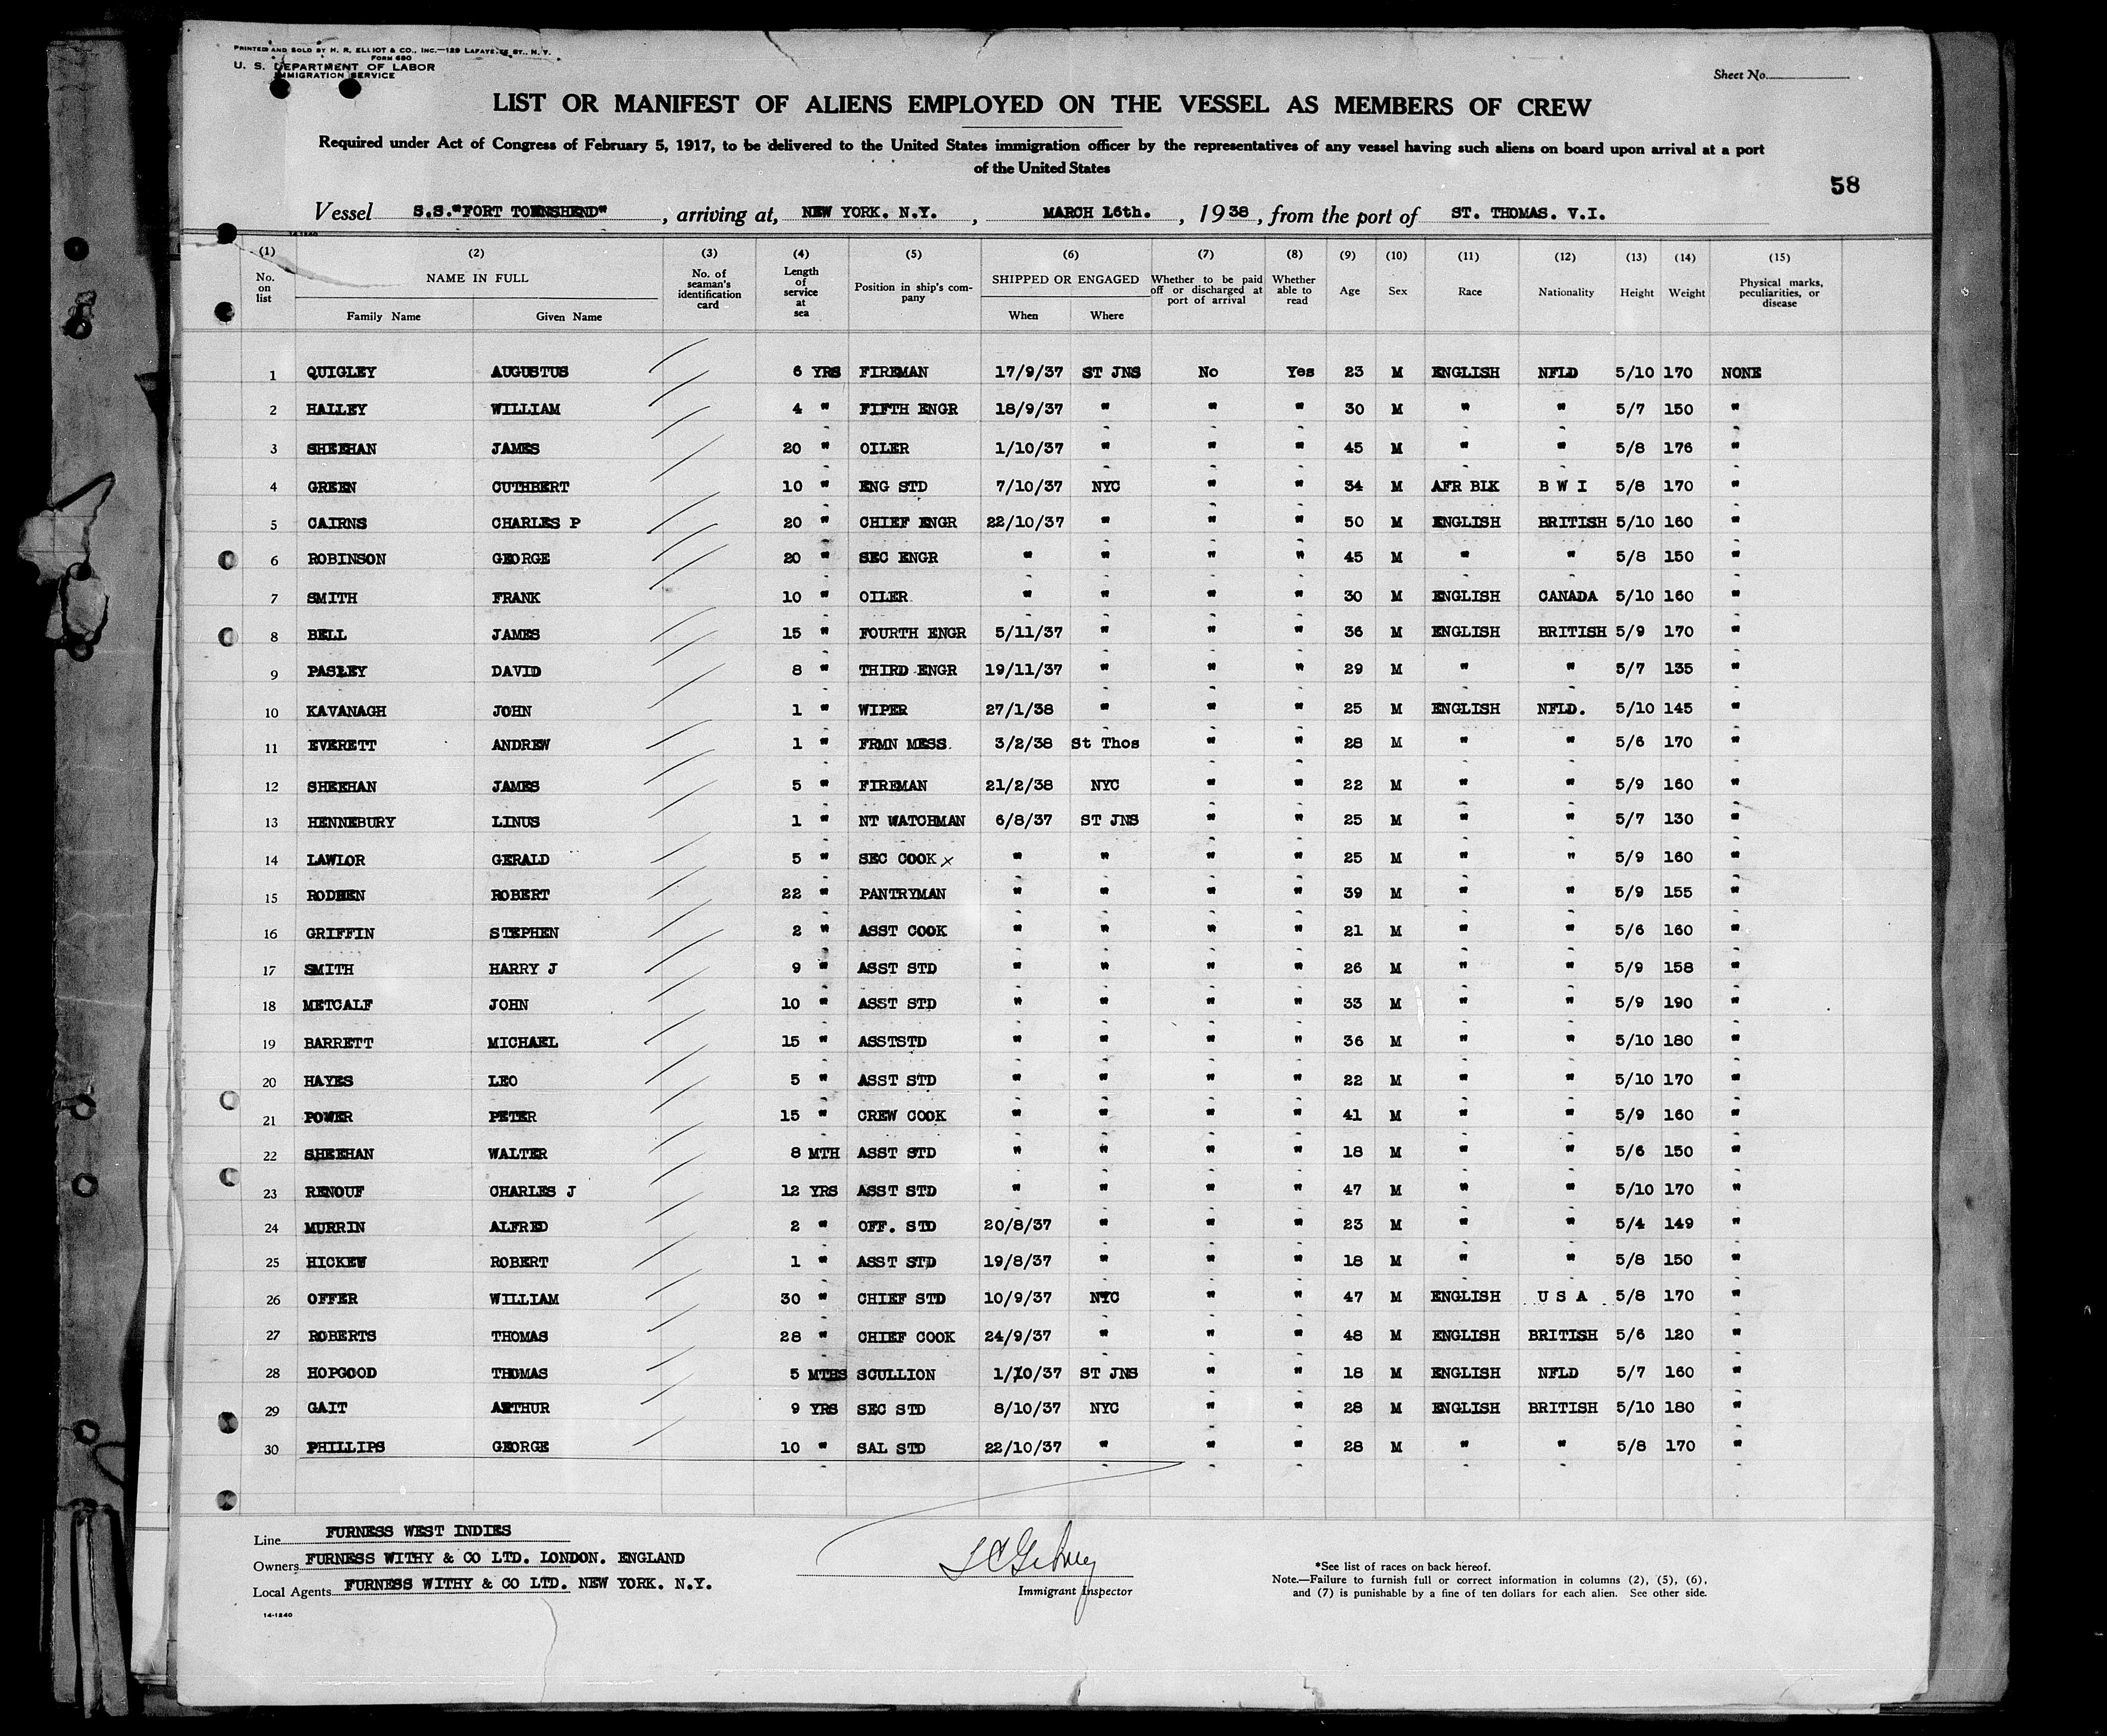 PRINTED AND SOLD BY H. R. ELLIOT & CO., INC.—129 LAFAYETTE ST., N. Y.
FORM 680
U. S. DEPARTMENT OF LABOR
IMMIGRATION SERVICE
Sheet No.
LIST OR MANIFEST OF ALIENS EMPLOYED ON THE VESSEL AS MEMBERS OF CREW
Required under Act of Congress of February 5, 1917, to be delivered to the United States immigration officer by the representatives of any vessel having such aliens on board upon arrival at a port
of the United States
58
Vessel S.S."FORT TOWNSHEND", arriving at, NEW YORK. N.Y., MARCH 16th., 1938, from the port of ST. THOMAS. V.I.
14-1240
(1) (2) (3) (4) (5) (6) (7) (8) (9) (10) (11) (12) (13) (14) (15)
No. on list NAME IN FULL Family Name Given Name No. of seaman's identification card Length of service at sea Position in ship's company SHIPPED OR ENGAGED When Where Whether to be paid off or discharged at port of arrival Whether able to read Age Sex Race Nationality Height Weight Physical marks, peculiarities, or disease
1 QUIGLEY AUGUSTUS 6 YRS FIREMAN 17/9/37 ST JNS No Yes 23 M ENGLISH NFLD 5/10 170 NONE
2 HAILEY WILLIAM 4 " FIFTH ENGR 18/9/37 " " " 30 M " " 5/7 150 "
3 SHEEHAN JAMES 20 " OILER 1/10/37 " " " 45 M " " 5/8 176 "
4 GREEN CUTHBERT 10 " ENG STD 7/10/37 NYC " " 34 M AFR BLK B W I 5/8 170 "
5 CAIRNS CHARLES P 20 " CHIEF ENGR 22/10/37 " " " 50 M ENGLISH BRITISH 5/10 160 "
6 ROBINSON GEORGE 20 " SEC ENGR " " " " 45 M " " 5/8 150 "
7 SMITH FRANK 10 " OILER " " " " 30 M ENGLISH CANADA 5/10 160 "
8 BELL JAMES 15 " FOURTH ENGR 5/11/37 " " " 36 M ENGLISH BRITISH 5/9 170 "
9 PASLEY DAVID 8 " THIRD ENGR 19/11/37 " " " 29 M " " 5/7 135 "
10 KAVANAGH JOHN 1 " WIPER 27/1/38 " " " 25 M ENGLISH NFLD. 5/10 145 "
11 EVERETT ANDREW 1 " FRMN MESS. 3/2/38 St Thos " " 28 M " " 5/6 170 "
12 SHEEHAN JAMES 5 " FIREMAN 21/2/38 NYC " " 22 M " " 5/9 160 "
13 HENNEBURY LINUS 1 " NT WATCHMAN 6/8/37 ST JNS " " 25 M " " 5/7 130 "
14 LAWLOR GERALD 5 " SEC COOK x " " " " 25 M " " 5/9 160 "
15 RODHEN ROBERT 22 " PANTRYMAN " " " " 39 M " " 5/9 155 "
16 GRIFFIN STEPHEN 2 " ASST COOK " " " " 21 M " " 5/6 160 "
17 SMITH HARRY J 9 " ASST STD " " " " 26 M " " 5/9 158 "
18 METCALF JOHN 10 " ASST STD " " " " 33 M " " 5/9 190 "
19 BARRETT MICHAEL 15 " ASSTSTD " " " " 36 M " " 5/10 180 "
20 HAYES LEO 5 " ASST STD " " " " 22 M " " 5/10 170 "
21 POWER PETER 15 " CREW COOK " " " " 41 M " " 5/9 160 "
22 SHEEHAN WALTER 8 MTH ASST STD " " " " 18 M " " 5/6 150 "
23 RENOUF CHARLES J 12 YRS ASST STD " " " " 47 M " " 5/10 170 "
24 MURRIN ALFRED 2 " OFF. STD 20/8/37 " " " 23 M " " 5/4 149 "
25 HICKEW ROBERT 1 " ASST STD 19/8/37 " " " 18 M " " 5/8 150 "
26 OFFER WILLIAM 30 " CHIEF STD 10/9/37 NYC " " 47 M ENGLISH U S A 5/8 170 "
27 ROBERTS THOMAS 28 " CHIEF COOK 24/9/37 " " " 48 M ENGLISH BRITISH 5/6 120 "
28 HOPGOOD THOMAS 5 MTHS SCULLION 1/10/37 ST JNS " " 18 M ENGLISH NFLD 5/7 160 "
29 GAIT ARTHUR 9 YRS SEC STD 8/10/37 NYC " " 28 M ENGLISH BRITISH 5/10 180 "
30 PHILLIPS GEORGE 10 " SAL STD 22/10/37 " " " 28 M " " 5/8 170 "
Line FURNESS WEST INDIES
Owners FURNESS WITHY & CO LTD. LONDON. ENGLAND
Local Agents FURNESS WITHY & CO LTD. NEW YORK. N.Y.
14-1240
Immigrant Inspector
*See list of races on back hereof.
Note.—Failure to furnish full or correct information in columns (2), (5), (6),
and (7) is punishable by a fine of ten dollars for each alien. See other side.